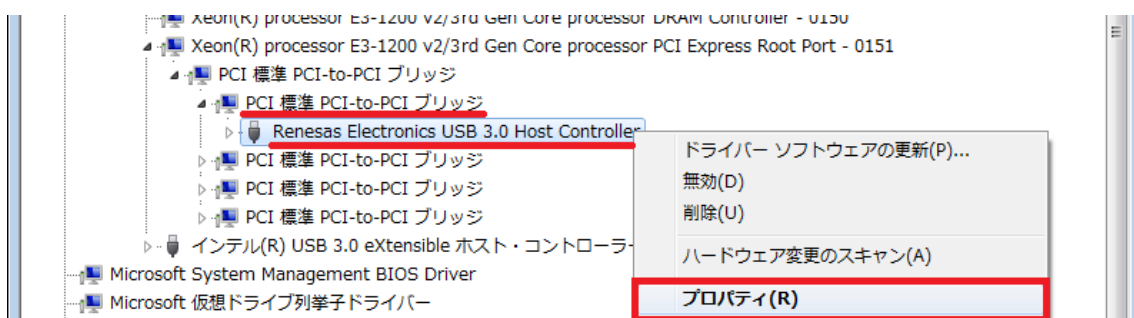 Xeon(R) processor E3-1200 v2/3rd Gen Core processor DRAM Controller - 0150
Xeon(R) processor E3-1200 v2/3rd Gen Core processor PCI Express Root Port - 0151
PCI 標準 PCI-to-PCI ブリッジ
PCI 標準 PCI-to-PCI ブリッジ
Renesas Electronics USB 3.0 Host Controller
PCI 標準 PCI-to-PCI ブリッジ
PCI 標準 PCI-to-PCI ブリッジ
PCI 標準 PCI-to-PCI ブリッジ
インテル(R) USB 3.0 eXtensible ホスト・コントローラー
Microsoft System Management BIOS Driver
Microsoft 仮想ドライブ列挙子ドライバー
ドライバー ソフトウェアの更新(P)...
無効(D)
削除(U)
ハードウェア変更のスキャン(A)
プロパティ(R)